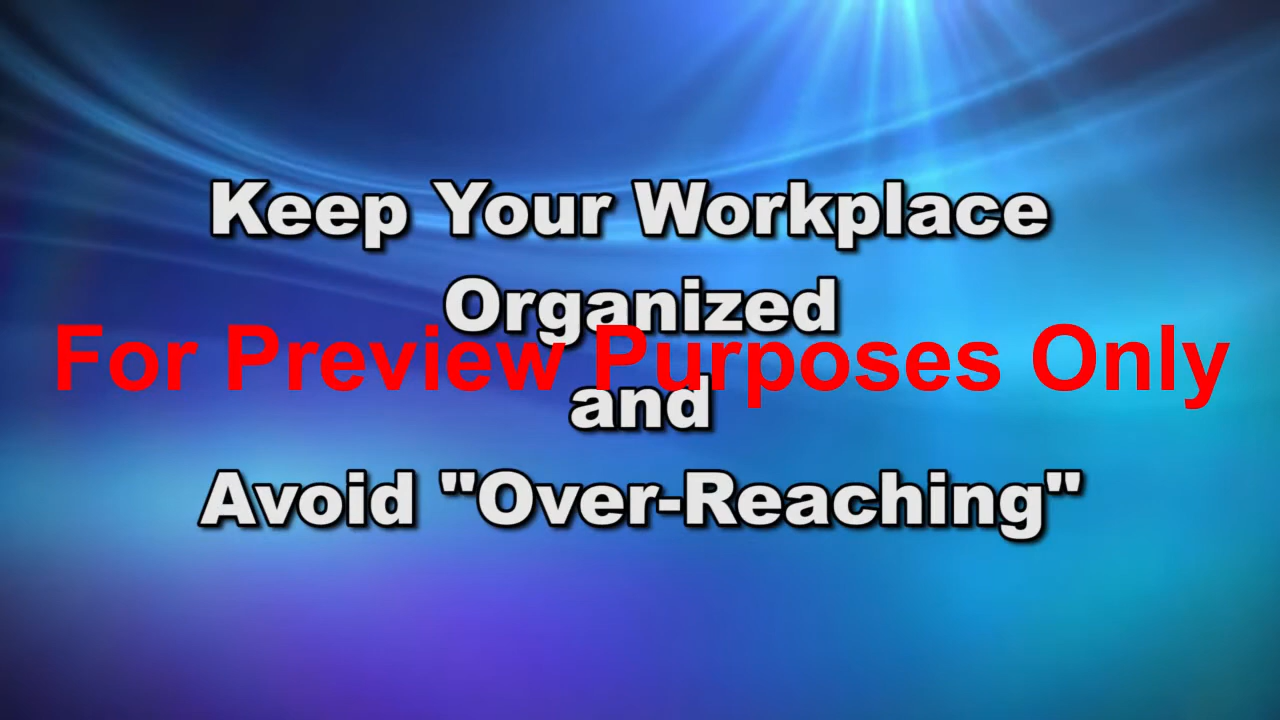 Keep Your Workplace
Organized
For Preview Purposes Only
and
Avoid "Over-Reaching"